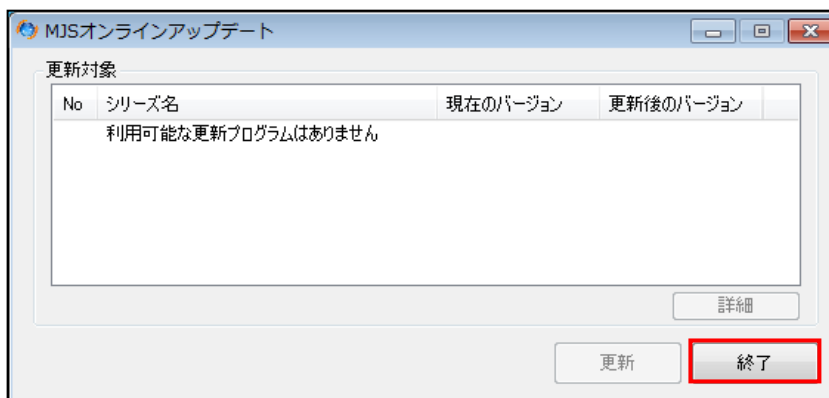 MJSオンラインアップデート
更新対象
No シリーズ名 現在のバージョン 更新後のバージョン
利用可能な更新プログラムはありません
詳細
更新 終了